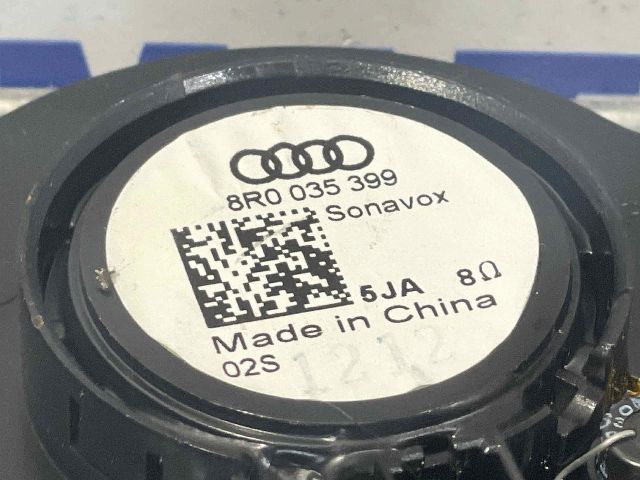 8R0 035 399
Sonavox
5JA 8Ω
Made in China
02S
1212